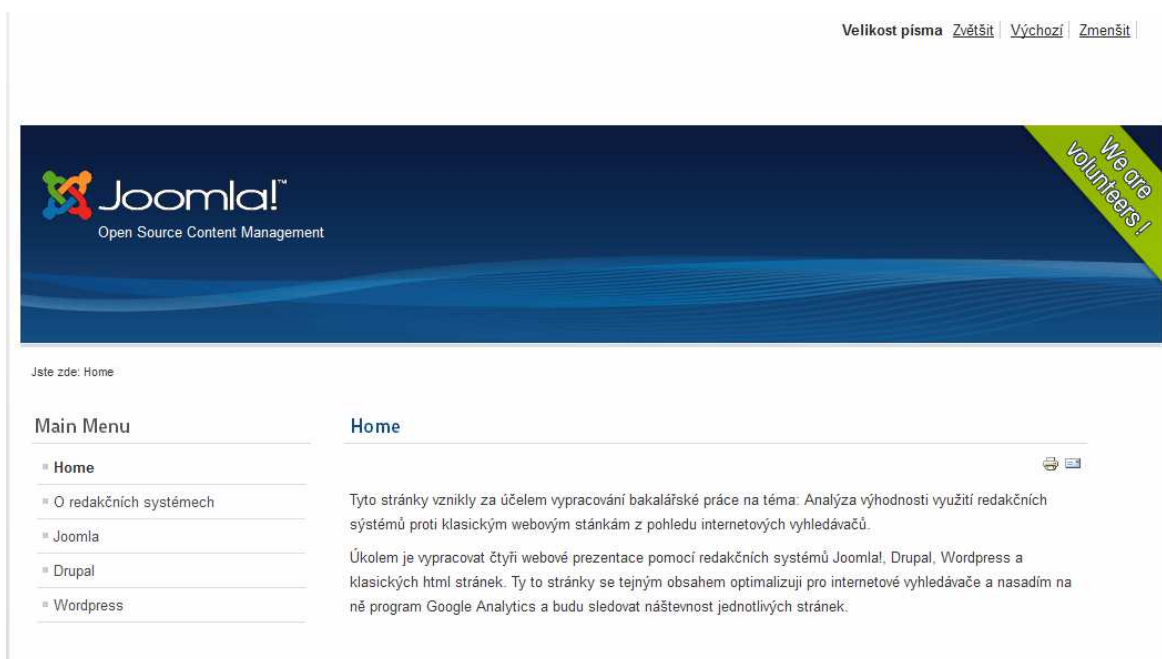 Velikost písma Zvětšit Výchozí Zmenšit
We are
volunteers!
Joomla!™
Open Source Content Management
Jste zde: Home
Main Menu
Home
O redakčních systémech
Joomla
Drupal
Wordpress
Home
Tyto stránky vznikly za účelem vypracování bakalářské práce na téma: Analýza výhodnosti využití redakčních
sýstémů proti klasickým webovým stánkám z pohledu internetových vyhledávačů.
Úkolem je vypracovat čtyři webové prezentace pomocí redakčních systémů Joomla!, Drupal, Wordpress a
klasických html stránek. Ty to stránky se tejným obsahem optimalizuji pro internetové vyhledávače a nasadím na
ně program Google Analytics a budu sledovat náštevnost jednotlivých stránek.